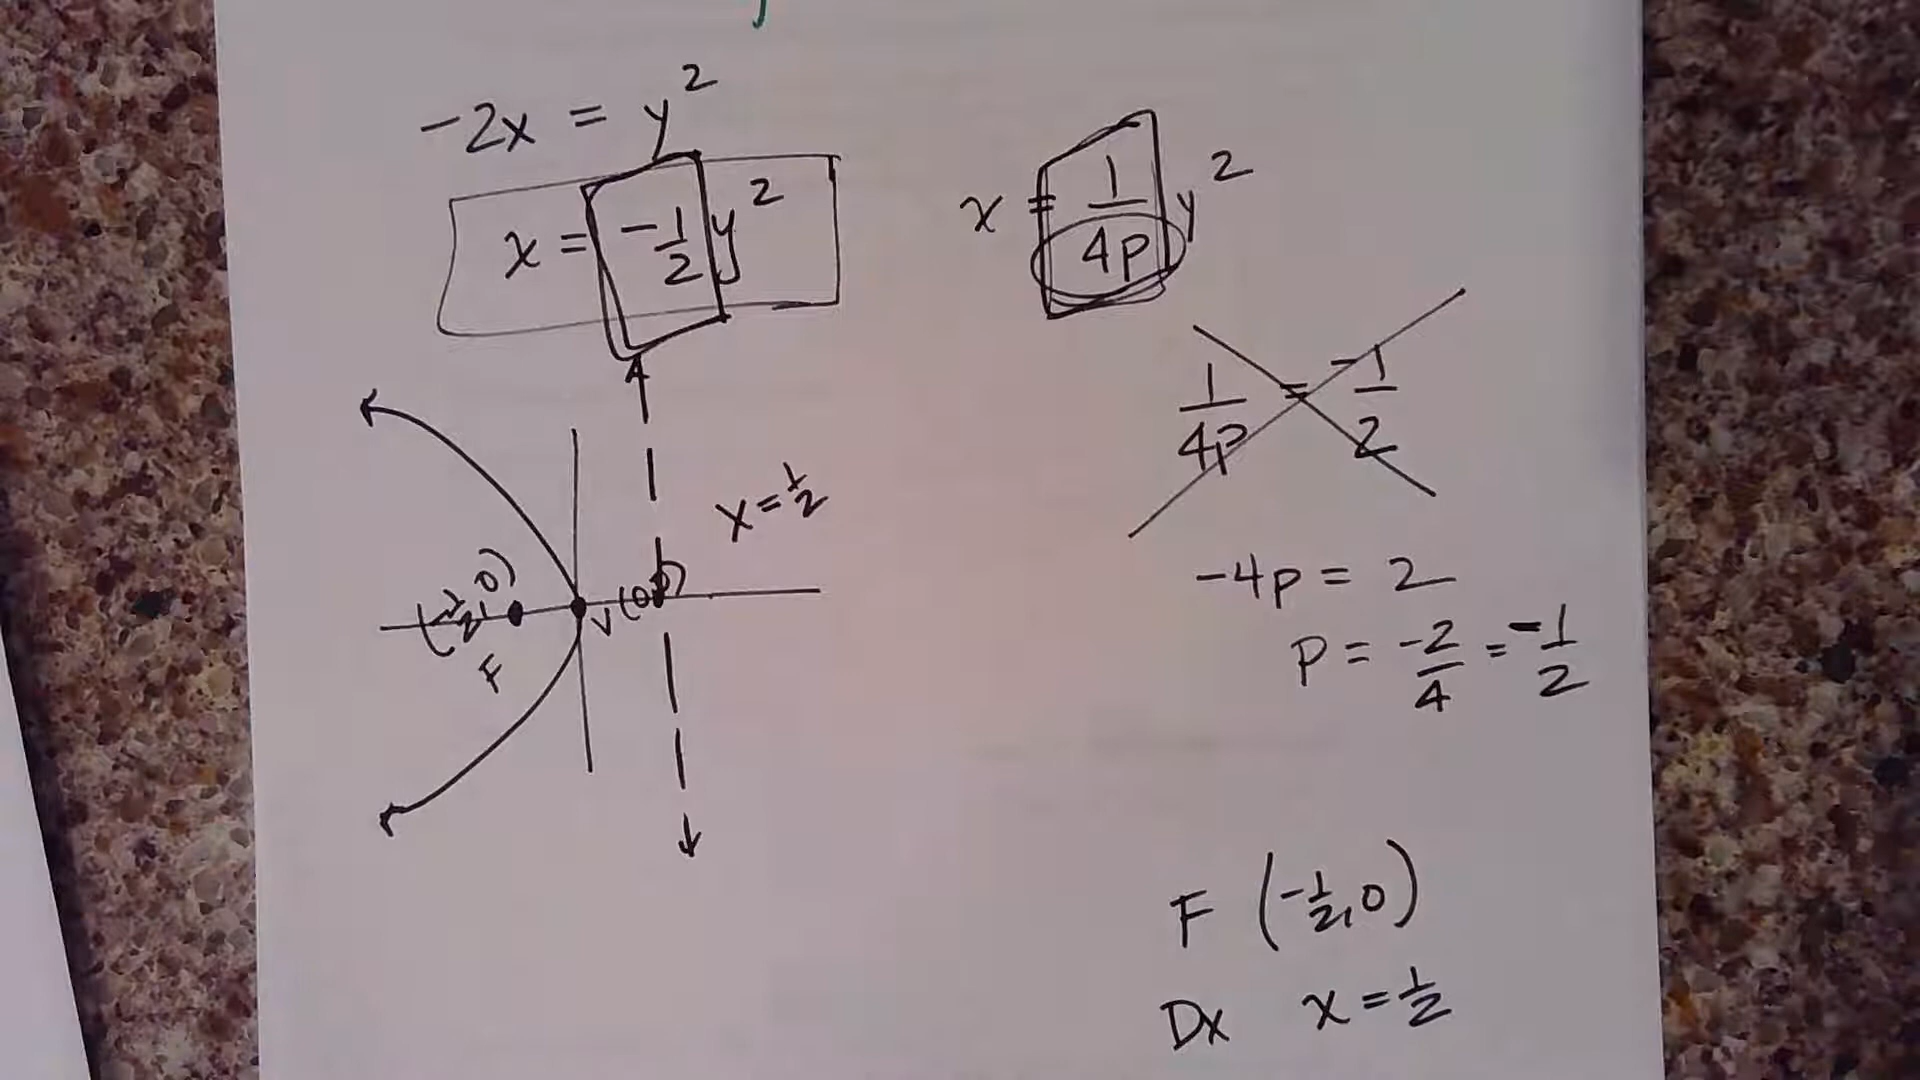 -2x = y²
x = -1/2 y²
x = 1/4p y²
1/4p = -1/2
-4p = 2
p = -2/4 = -1/2
x = 1/2
(-1/2, 0)
F
V (0,0)
F (-1/2, 0)
Dx x = 1/2